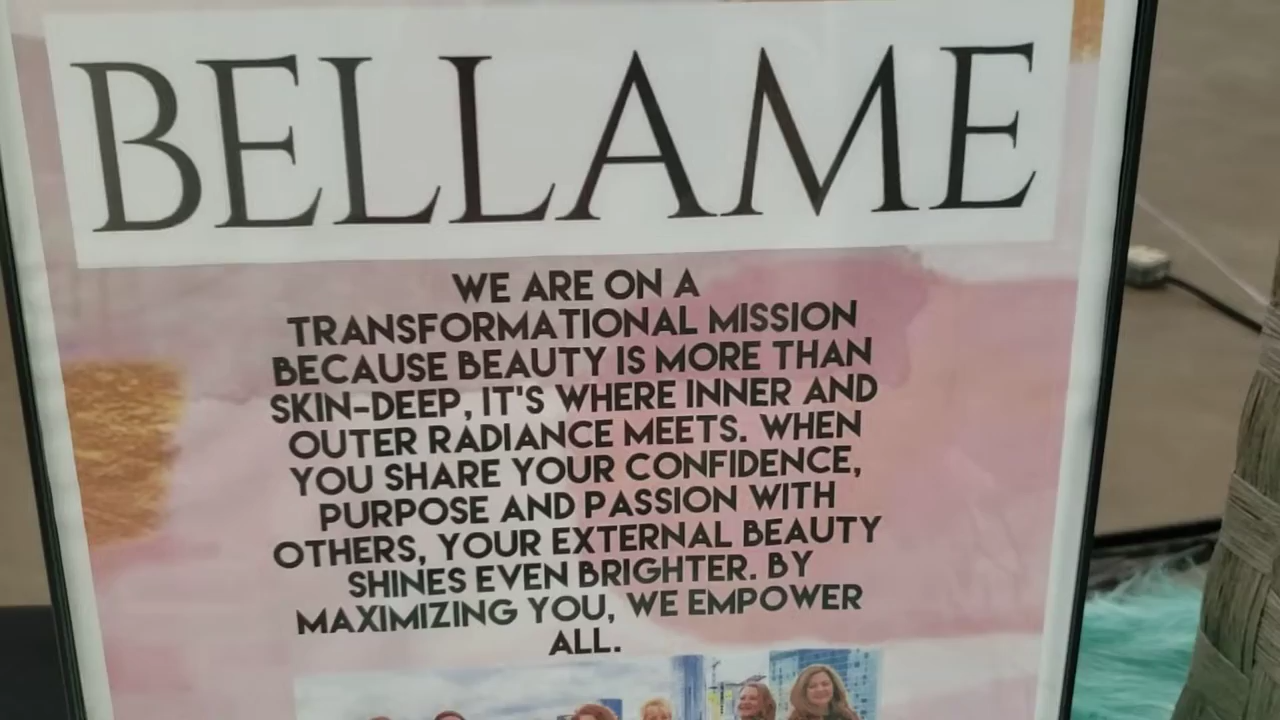 BELLAME
WE ARE ON A
TRANSFORMATIONAL MISSION
BECAUSE BEAUTY IS MORE THAN
SKIN-DEEP, IT'S WHERE INNER AND
OUTER RADIANCE MEETS. WHEN
YOU SHARE YOUR CONFIDENCE,
PURPOSE AND PASSION WITH
OTHERS, YOUR EXTERNAL BEAUTY
SHINES EVEN BRIGHTER. BY
MAXIMIZING YOU, WE EMPOWER
ALL.